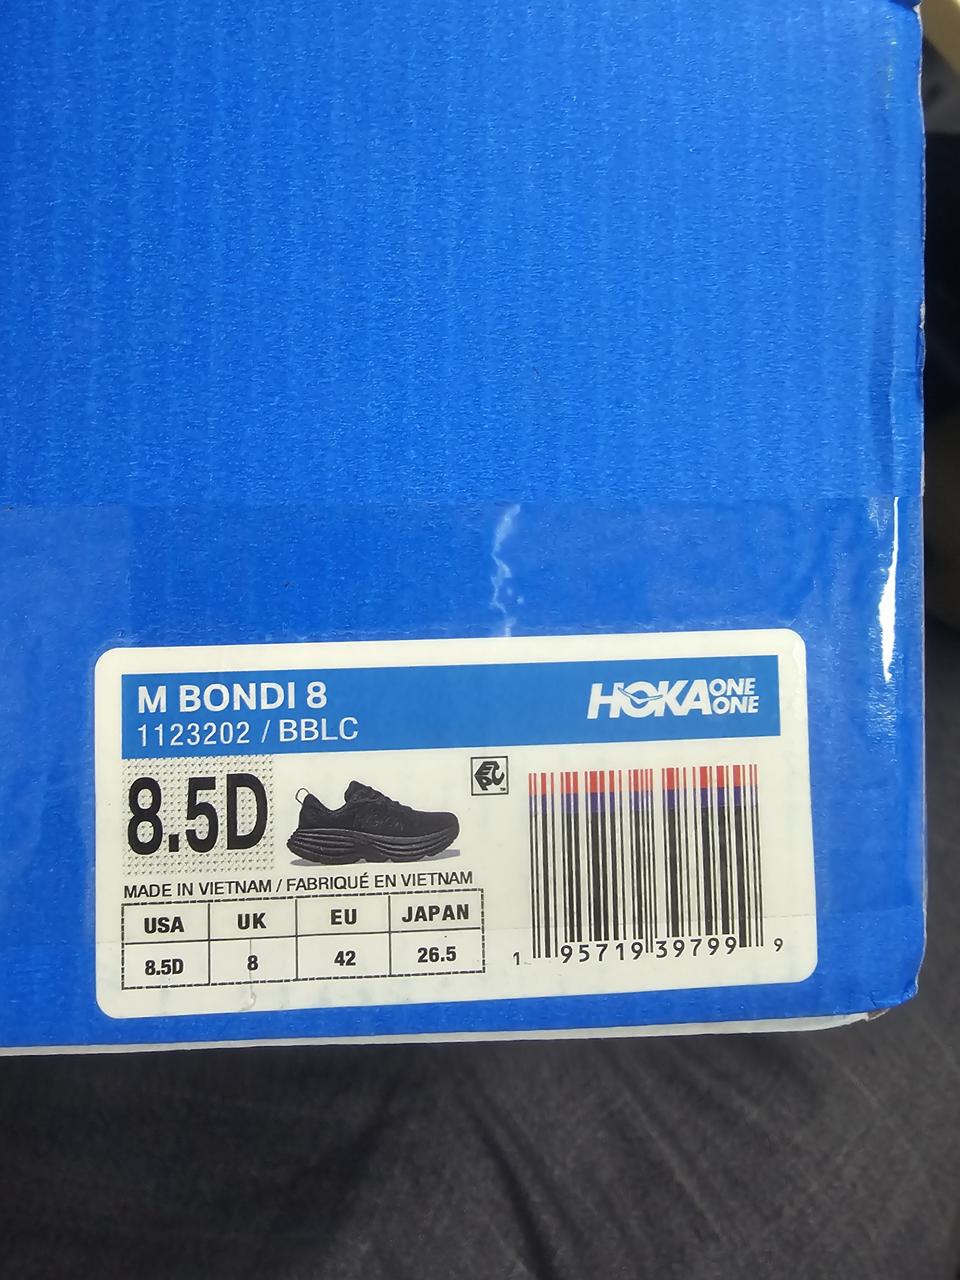 M BONDI 8
1123202 / BBLC
HOKA ONE ONE
8.5D
EPC™
MADE IN VIETNAM / FABRIQUÉ EN VIETNAM
USA UK EU JAPAN
8.5D 8 42 26.5
1 95719 39799 9